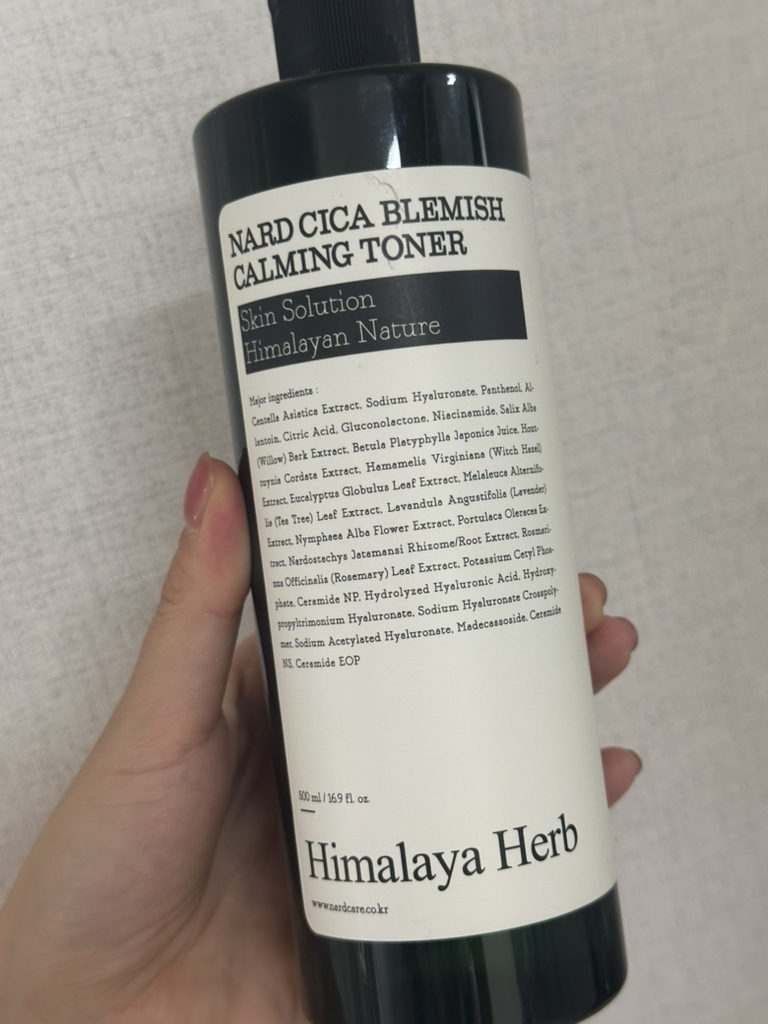 NARD CICA BLEMISH
CALMING TONER
Skin Solution
Himalayan Nature
Major ingredients :
Centella Asiatica Extract, Sodium Hyaluronate, Panthenol, Al-
lantoin, Citric Acid, Gluconolactone, Niacinamide, Salix Alba
(Willow) Bark Extract, Betula Platyphylla Japonica Juice, Hout-
tuynia Cordata Extract, Hamamelis Virginiana (Witch Hazel)
Extract, Eucalyptus Globulus Leaf Extract, Melaleuca Alternifo-
lia (Tea Tree) Leaf Extract, Lavandula Angustifolia (Lavender)
Extract, Nymphaea Alba Flower Extract, Portulaca Oleracea Ex-
tract, Nardostachys Jatamansi Rhizome/Root Extract, Rosmari-
nus Officinalis (Rosemary) Leaf Extract, Potassium Cetyl Phos-
phate, Ceramide NP, Hydrolyzed Hyaluronic Acid, Hydroxy-
propyltrimonium Hyaluronate, Sodium Hyaluronate Crosspoly-
mer, Sodium Acetylated Hyaluronate, Madecassoside, Ceramide
NS, Ceramide EOP
500 ml / 16.9 fl. oz.
Himalaya Herb
www.nardcare.co.kr